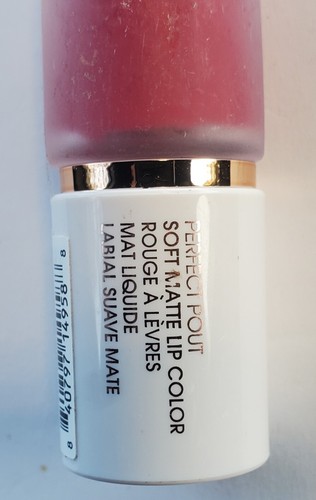 PERFECT POUT
SOFT MATTE LIP COLOR
ROUGE À LÈVRES
MAT LIQUIDE
LABIAL SUAVE MATE